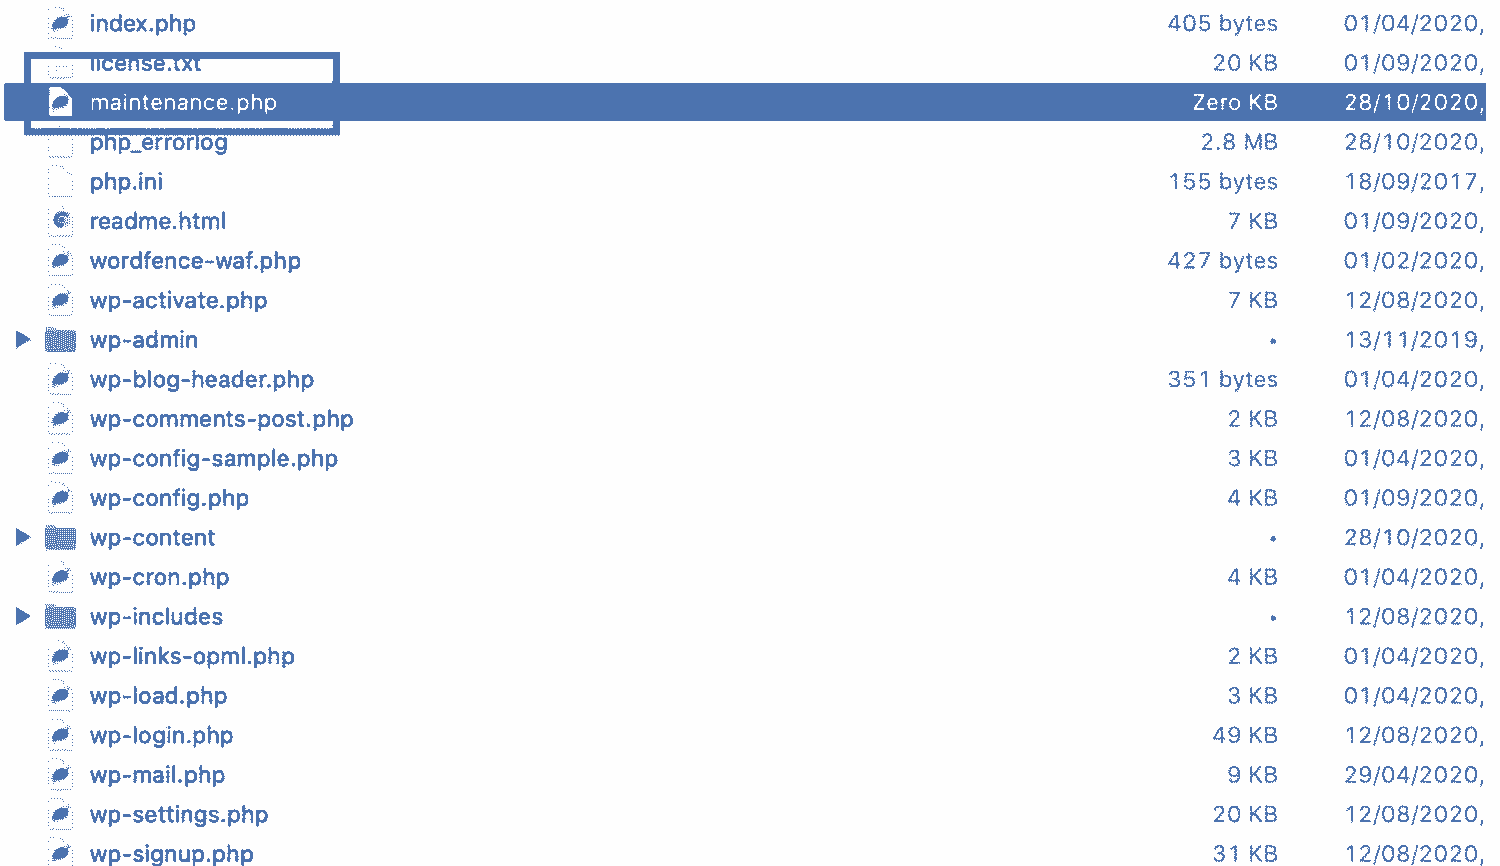 index.php 405 bytes 01/04/2020,
license.txt 20 KB 01/09/2020,
maintenance.php Zero KB 28/10/2020,
php_errorlog 2.8 MB 28/10/2020,
php.ini 155 bytes 18/09/2017,
readme.html 7 KB 01/09/2020,
wordfence-waf.php 427 bytes 01/02/2020,
wp-activate.php 7 KB 12/08/2020,
wp-admin • 13/11/2019,
wp-blog-header.php 351 bytes 01/04/2020,
wp-comments-post.php 2 KB 12/08/2020,
wp-config-sample.php 3 KB 01/04/2020,
wp-config.php 4 KB 01/09/2020,
wp-content • 28/10/2020,
wp-cron.php 4 KB 01/04/2020,
wp-includes • 12/08/2020,
wp-links-opml.php 2 KB 01/04/2020,
wp-load.php 3 KB 01/04/2020,
wp-login.php 49 KB 12/08/2020,
wp-mail.php 9 KB 29/04/2020,
wp-settings.php 20 KB 12/08/2020,
wp-signup.php 31 KB 12/08/2020,